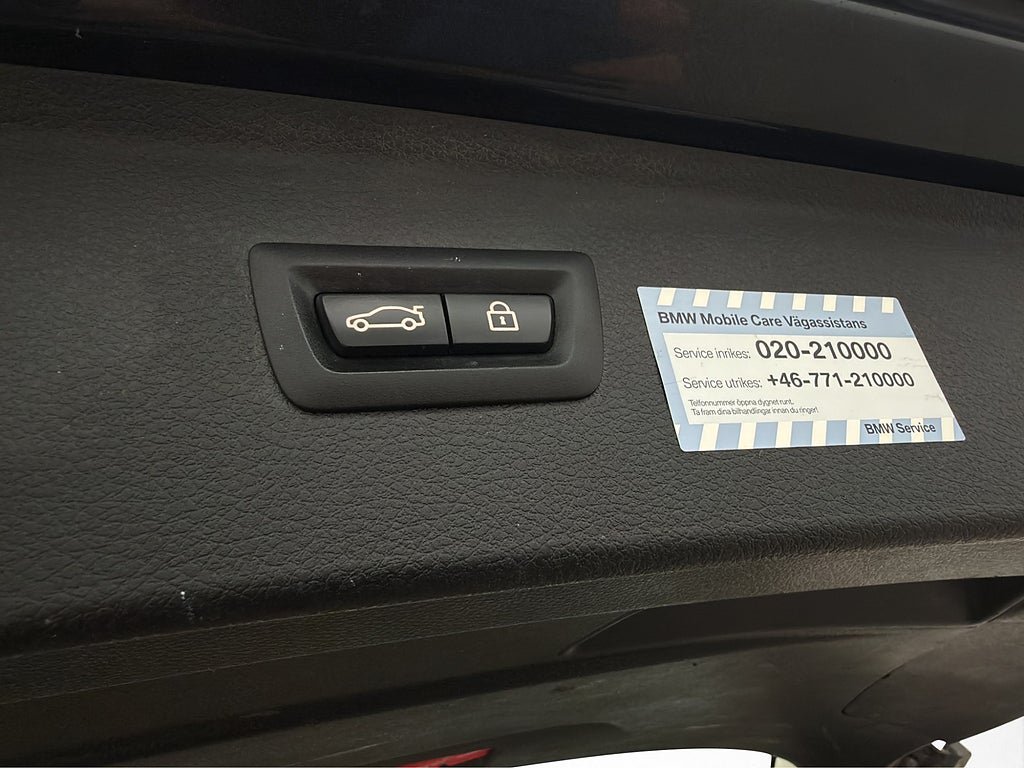 BMW Mobile Care Vägassistans
Service inrikes: 020-210000
Service utrikes: +46-771-210000
Telfonnummer öppna dygnet runt.
Ta fram dina bilhandlingar innan du ringer!
BMW Service